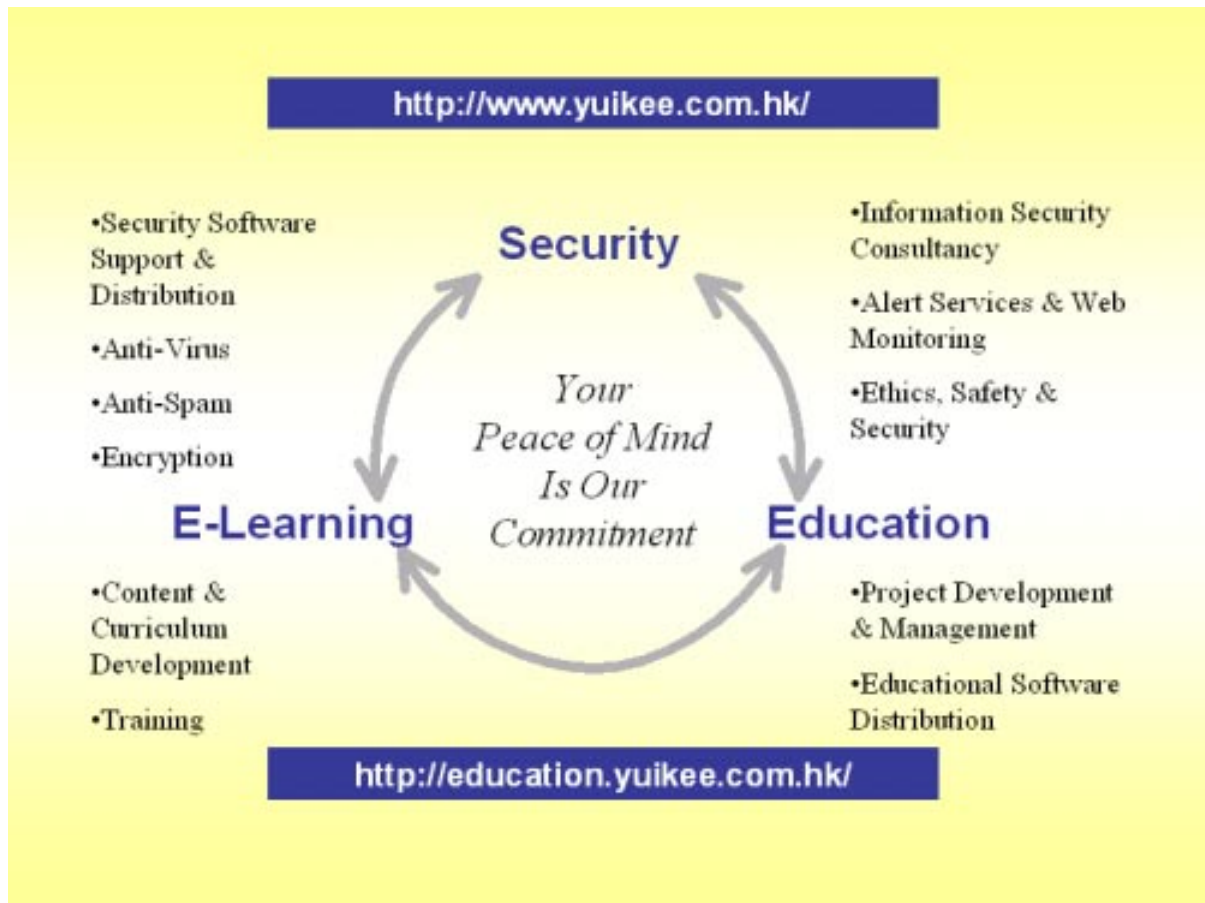 http://www.yuikee.com.hk/
•Security Software
Support &
Distribution
•Anti-Virus
•Anti-Spam
•Encryption
Security
•Information Security
Consultancy
•Alert Services & Web
Monitoring
•Ethics, Safety &
Security
Your
Peace of Mind
Is Our
Commitment
E-Learning
Education
•Content &
Curriculum
Development
•Training
•Project Development
& Management
•Educational Software
Distribution
http://education.yuikee.com.hk/